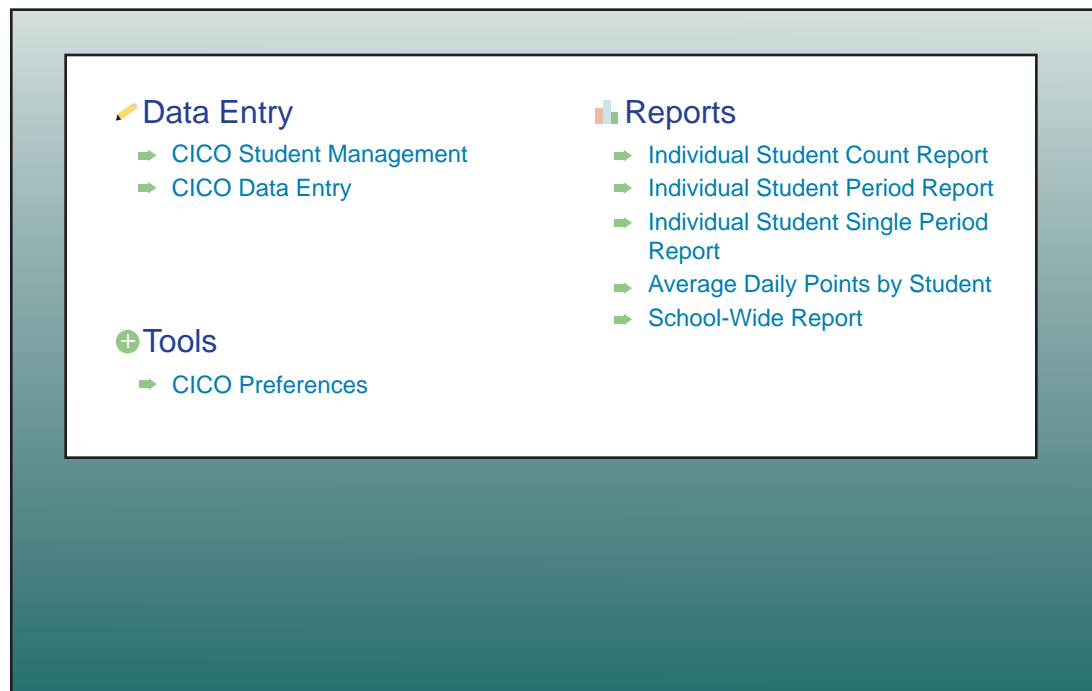 Data Entry
CICO Student Management
CICO Data Entry
Tools
CICO Preferences
Reports
Individual Student Count Report
Individual Student Period Report
Individual Student Single Period
Report
Average Daily Points by Student
School-Wide Report